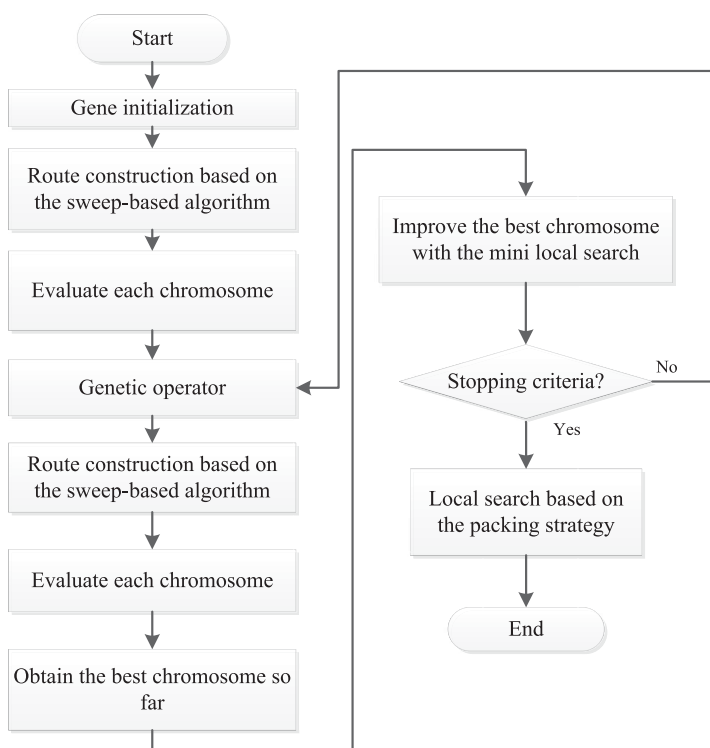 Start
Gene initialization
Route construction based on
the sweep-based algorithm
Evaluate each chromosome
Genetic operator
Route construction based on
the sweep-based algorithm
Evaluate each chromosome
Obtain the best chromosome so
far
Improve the best chromosome
with the mini local search
Stopping criteria?
No
Yes
Local search based on
the packing strategy
End